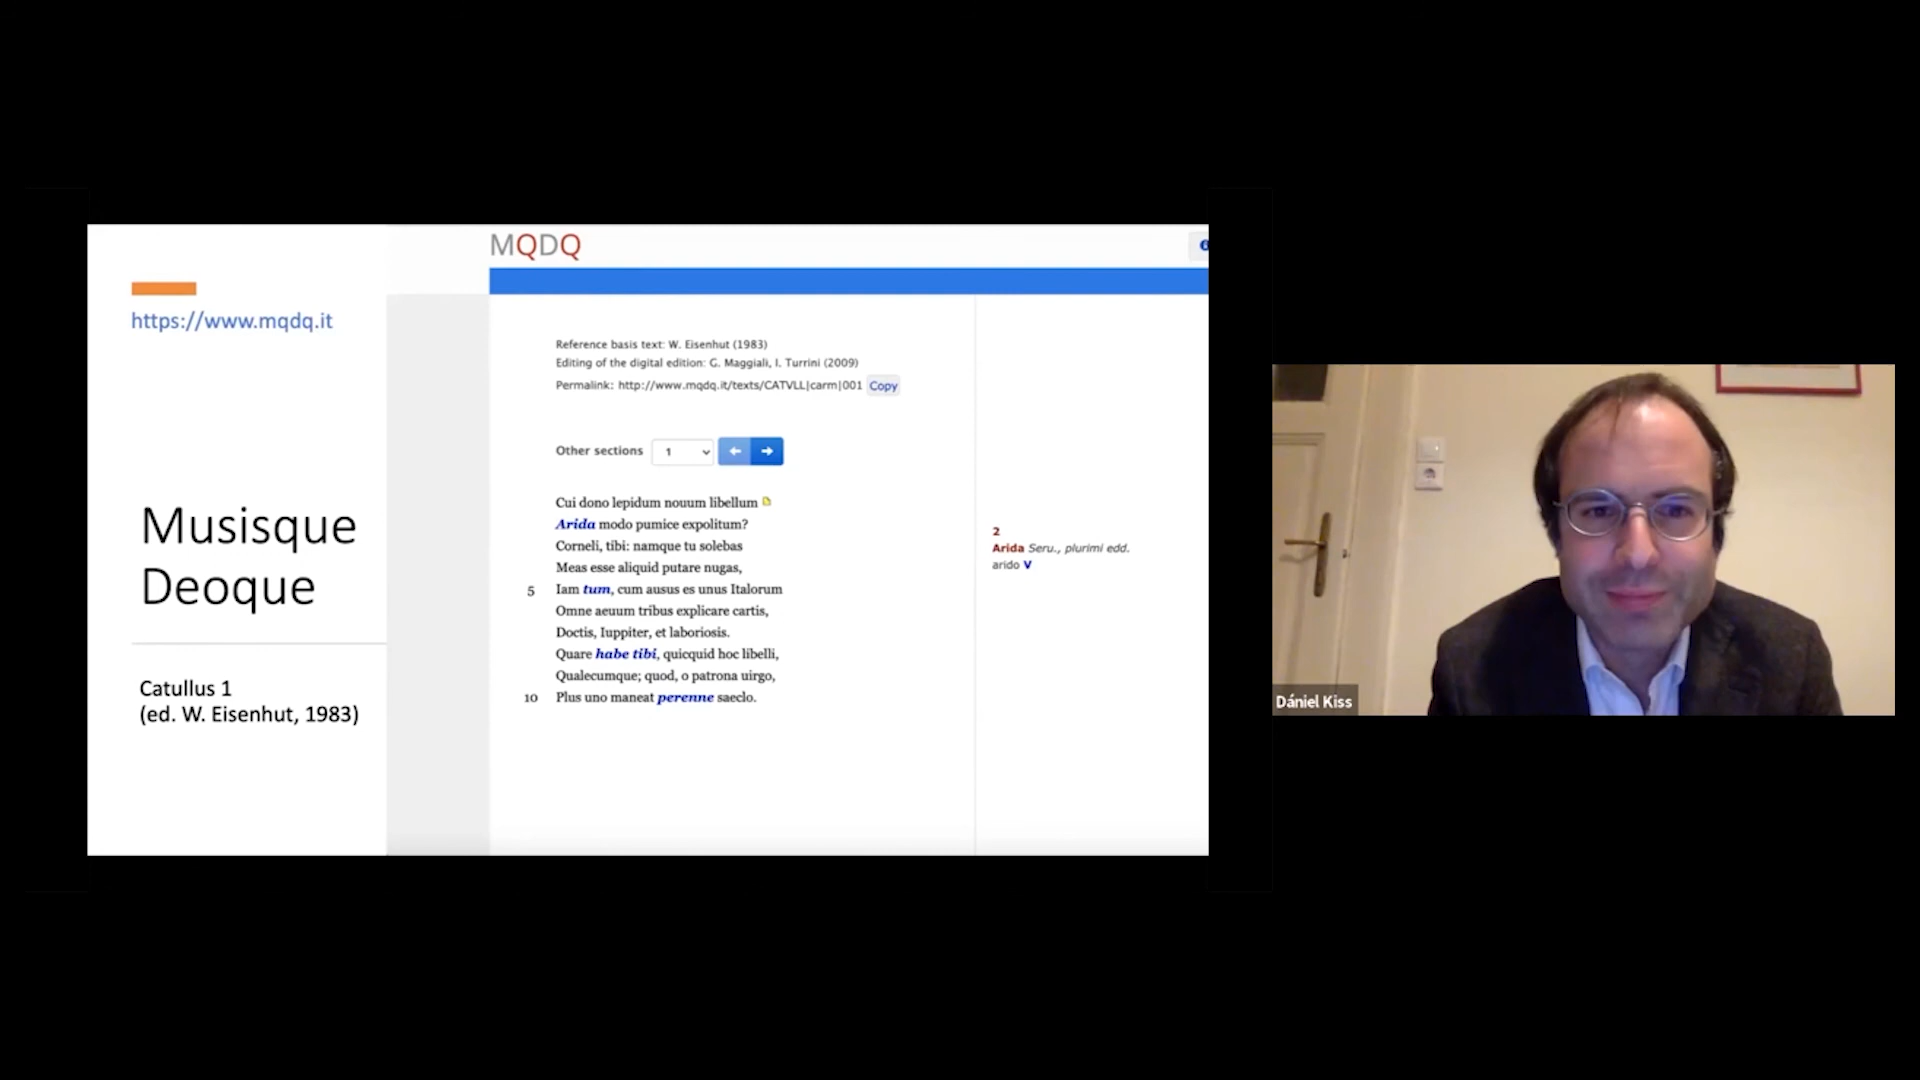 https://www.mqdq.it
Musisque
Deoque
Catullus 1
(ed. W. Eisenhut, 1983)
MQDQ
Reference basis text: W. Eisenhut (1983)
Editing of the digital edition: G. Maggiali, I. Turrini (2009)
Permalink: http://www.mqdq.it/texts/CATVLL|carm|001 Copy
Other sections 1
Cui dono lepidum nouum libellum
Arida modo pumice expolitum?
Corneli, tibi: namque tu solebas
Meas esse aliquid putare nugas,
5 Iam tum, cum ausus es unus Italorum
Omne aeuum tribus explicare cartis,
Doctis, Iuppiter, et laboriosis.
Quare habe tibi, quicquid hoc libelli,
Qualecumque; quod, o patrona uirgo,
10 Plus uno maneat perenne saeclo.
2
Arida Seru., plurimi edd.
arido V
Dániel Kiss